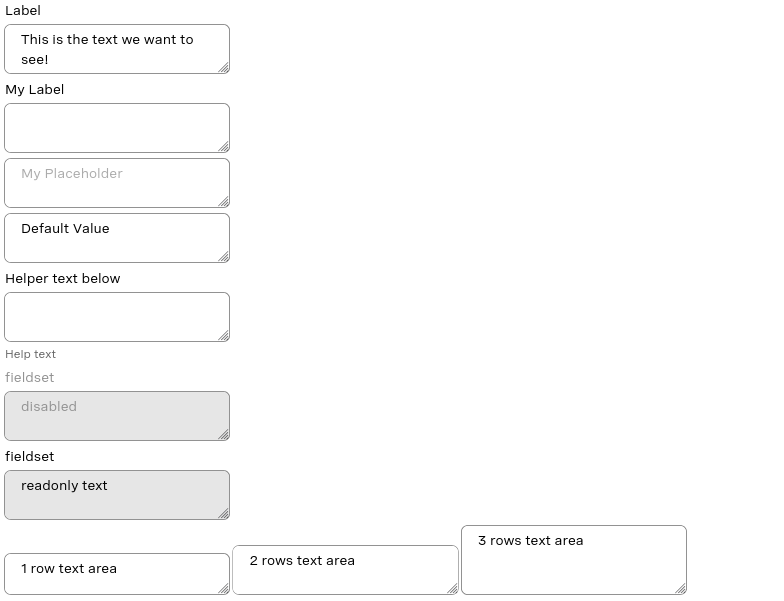 Label
This is the text we want to
see!
My Label
My Placeholder
Default Value
Helper text below
Help text
fieldset
disabled
fieldset
readonly text
1 row text area
2 rows text area
3 rows text area